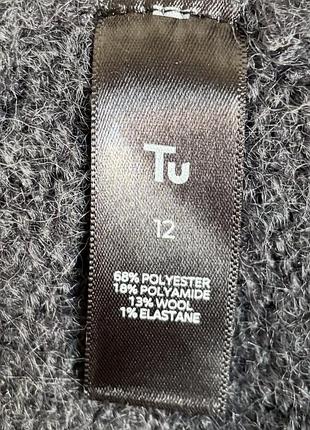 Tu
12
68% POLYESTER
18% POLYAMIDE
13% WOOL
1% ELASTANE